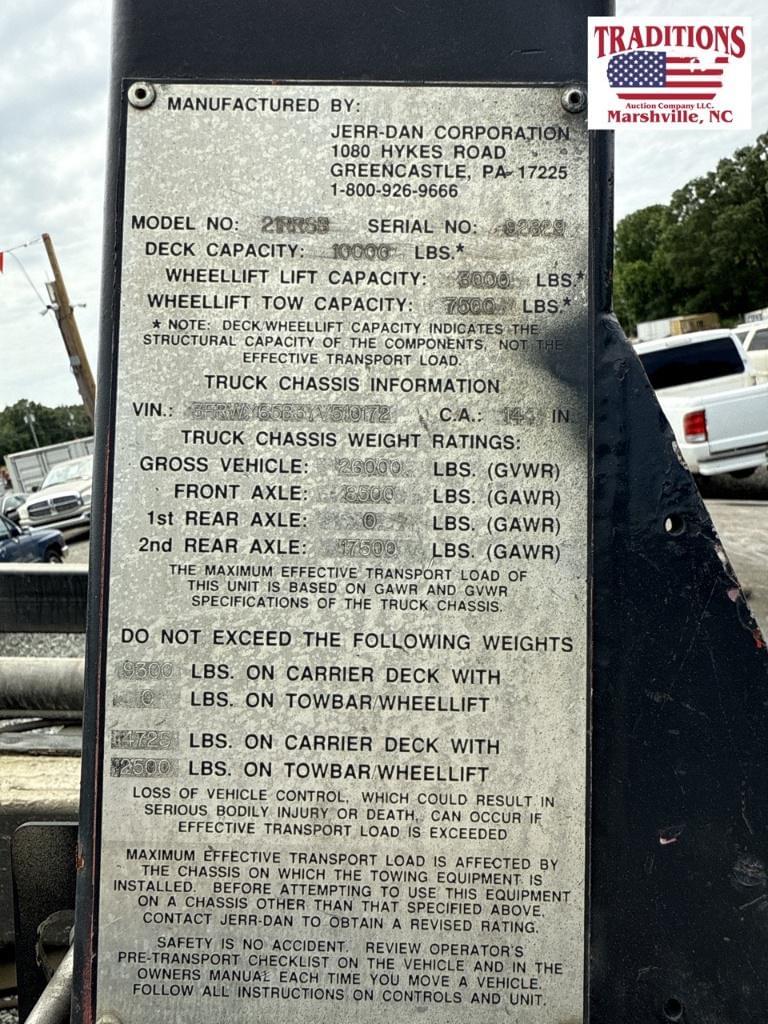 TRADITIONS
Auction Company LLC.
Marshville, NC
MANUFACTURED BY:
JERR-DAN CORPORATION
1080 HYKES ROAD
GREENCASTLE, PA 17225
1-800-926-9666
MODEL NO: SERIAL NO:
DECK CAPACITY: 10000 LBS.*
WHEELLIFT LIFT CAPACITY: LBS.*
WHEELLIFT TOW CAPACITY: 7500 LBS.*
* NOTE: DECK/WHEELLIFT CAPACITY INDICATES THE
STRUCTURAL CAPACITY OF THE COMPONENTS, NOT THE
EFFECTIVE TRANSPORT LOAD.
TRUCK CHASSIS INFORMATION
VIN.: C.A.: IN.
TRUCK CHASSIS WEIGHT RATINGS:
GROSS VEHICLE: 26000 LBS. (GVWR)
FRONT AXLE: 8500 LBS. (GAWR)
1st REAR AXLE: 0 LBS. (GAWR)
2nd REAR AXLE: 17500 LBS. (GAWR)
THE MAXIMUM EFFECTIVE TRANSPORT LOAD OF
THIS UNIT IS BASED ON GAWR AND GVWR
SPECIFICATIONS OF THE TRUCK CHASSIS.
DO NOT EXCEED THE FOLLOWING WEIGHTS
9300 LBS. ON CARRIER DECK WITH
0 LBS. ON TOWBAR/WHEELLIFT
LBS. ON CARRIER DECK WITH
2500 LBS. ON TOWBAR/WHEELLIFT
LOSS OF VEHICLE CONTROL, WHICH COULD RESULT IN
SERIOUS BODILY INJURY OR DEATH, CAN OCCUR IF
EFFECTIVE TRANSPORT LOAD IS EXCEEDED
MAXIMUM EFFECTIVE TRANSPORT LOAD IS AFFECTED BY
THE CHASSIS ON WHICH THE TOWING EQUIPMENT IS
INSTALLED. BEFORE ATTEMPTING TO USE THIS EQUIPMENT
ON A CHASSIS OTHER THAN THAT SPECIFIED ABOVE,
CONTACT JERR-DAN TO OBTAIN A REVISED RATING.
SAFETY IS NO ACCIDENT. REVIEW OPERATOR'S
PRE-TRANSPORT CHECKLIST ON THE VEHICLE AND IN THE
OWNERS MANUAL EACH TIME YOU MOVE A VEHICLE.
FOLLOW ALL INSTRUCTIONS ON CONTROLS AND UNIT.